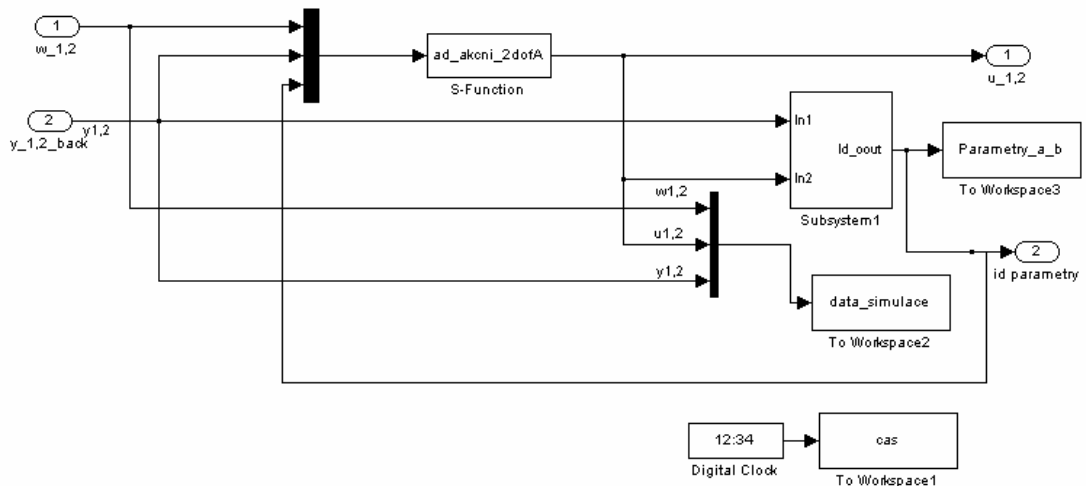 1
w_1,2
2
y_1,2_back
y1,2
ad_akcni_2dofA
S-Function
1
u_1,2
In1
In2
Id_oout
Subsystem1
Parametry_a_b
To Workspace3
w1,2
u1,2
y1,2
2
id parametry
data_simulace
To Workspace2
12:34
Digital Clock
cas
To Workspace1